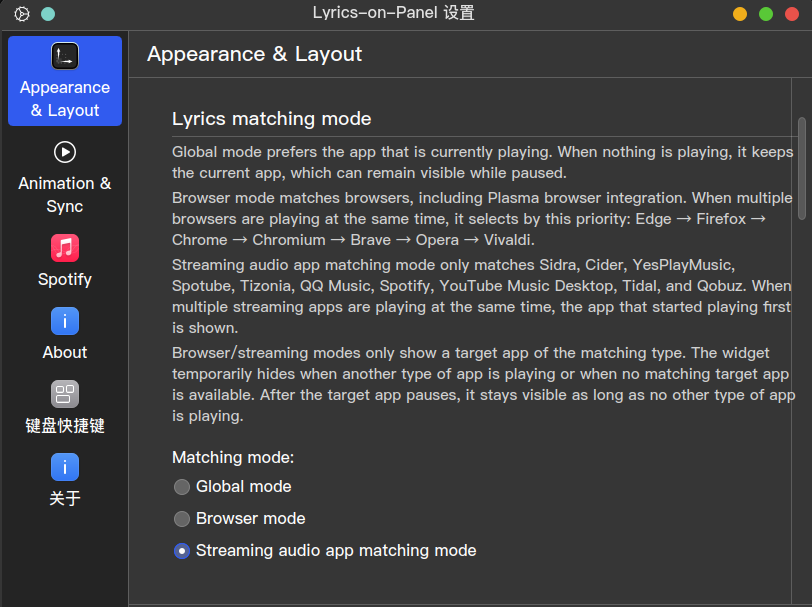 Lyrics-on-Panel 设置
Appearance & Layout
Animation & Sync
Spotify
About
键盘快捷键
关于
Appearance & Layout
Lyrics matching mode
Global mode prefers the app that is currently playing. When nothing is playing, it keeps
the current app, which can remain visible while paused.
Browser mode matches browsers, including Plasma browser integration. When multiple
browsers are playing at the same time, it selects by this priority: Edge → Firefox →
Chrome → Chromium → Brave → Opera → Vivaldi.
Streaming audio app matching mode only matches Sidra, Cider, YesPlayMusic,
Spotube, Tizonia, QQ Music, Spotify, YouTube Music Desktop, Tidal, and Qobuz. When
multiple streaming apps are playing at the same time, the app that started playing first
is shown.
Browser/streaming modes only show a target app of the matching type. The widget
temporarily hides when another type of app is playing or when no matching target app
is available. After the target app pauses, it stays visible as long as no other type of app
is playing.
Matching mode:
Global mode
Browser mode
Streaming audio app matching mode